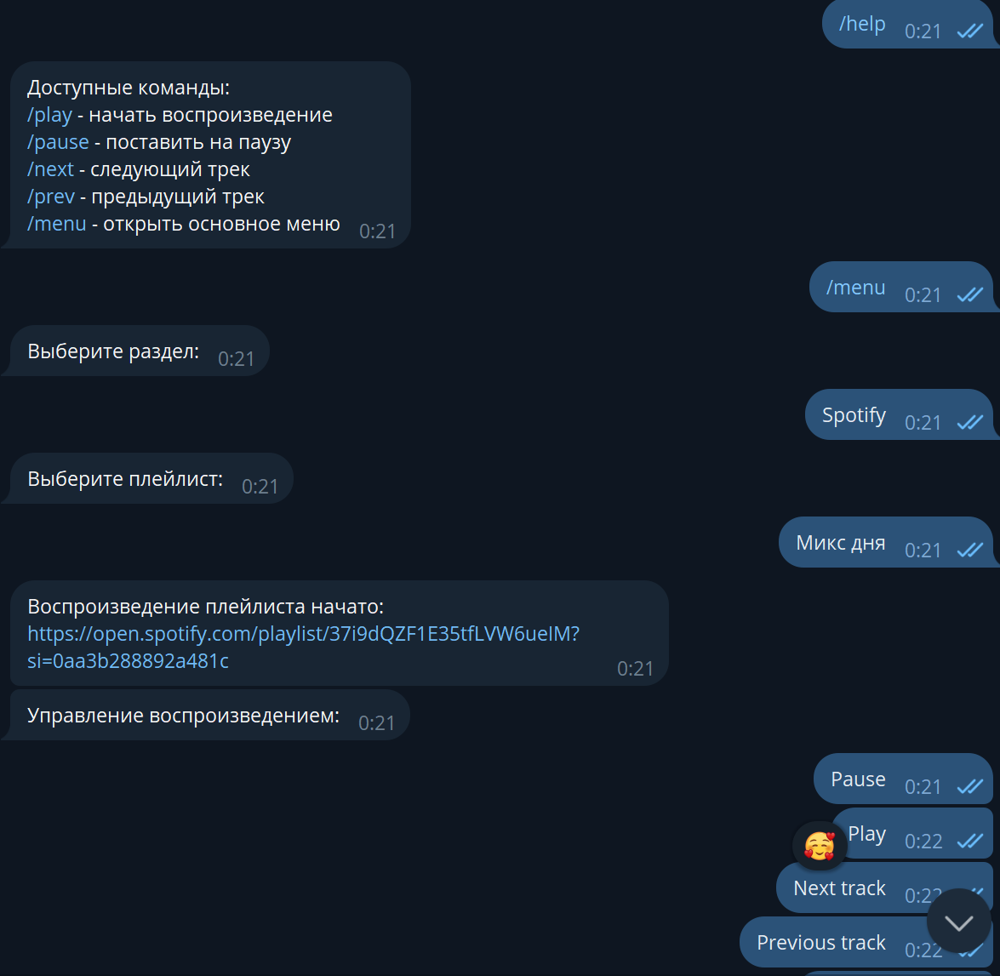 /help 0:21
Доступные команды:
/play - начать воспроизведение
/pause - поставить на паузу
/next - следующий трек
/prev - предыдущий трек
/menu - открыть основное меню 0:21
/menu 0:21
Выберите раздел: 0:21
Spotify 0:21
Выберите плейлист: 0:21
Микс дня 0:21
Воспроизведение плейлиста начато:
https://open.spotify.com/playlist/37i9dQZF1E35tfLVW6ueIM?
si=0aa3b288892a481c
0:21
Управление воспроизведением: 0:21
Pause 0:21
Play 0:22
Next track 0:22
Previous track 0:22